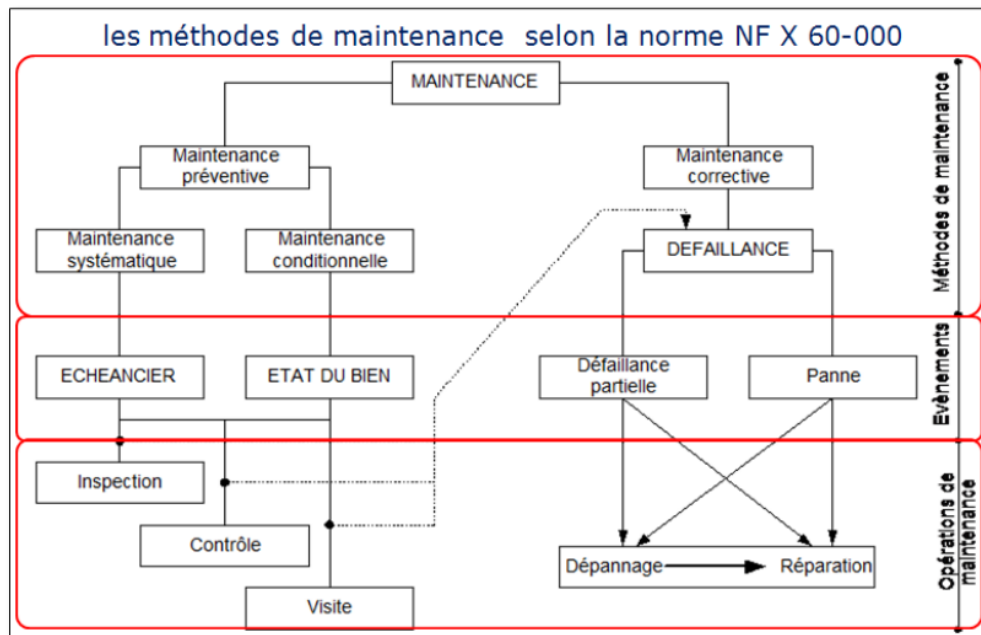 les méthodes de maintenance selon la norme NF X 60-000
MAINTENANCE
Maintenance
préventive
Maintenance
corrective
Maintenance
systématique
Maintenance
conditionnelle
DEFAILLANCE
Méthodes de maintenance
ECHEANCIER
ETAT DU BIEN
Défaillance
partielle
Panne
Evènements
Inspection
Contrôle
Visite
Dépannage
Réparation
Opérations de
maintenance